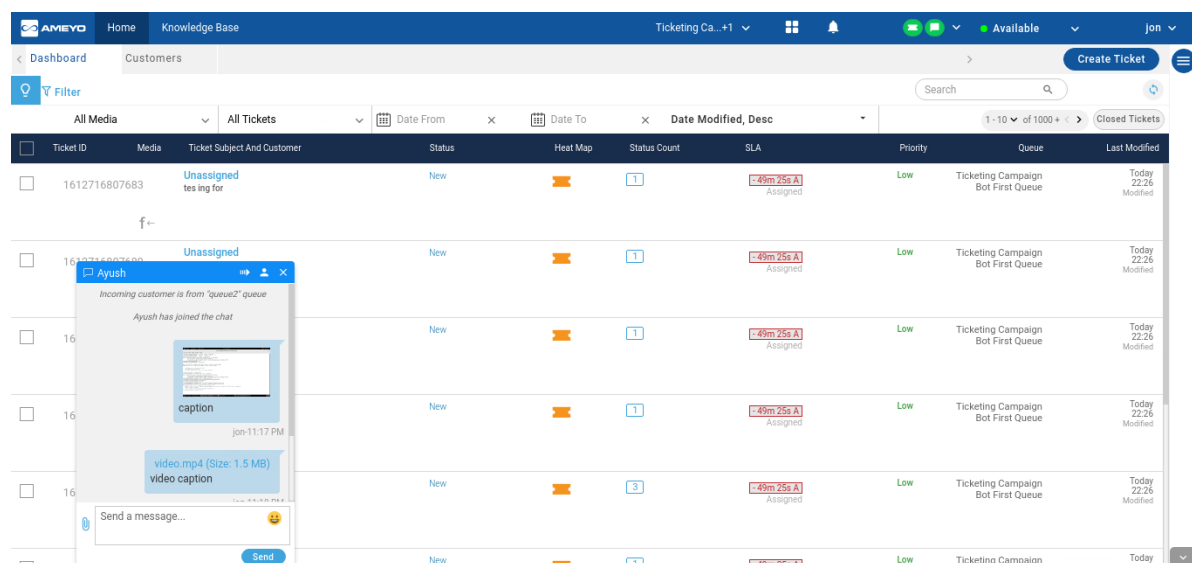 AMEYO Home Knowledge Base Ticketing Ca...+1 Available jon
Dashboard Customers Create Ticket
Filter Search
All Media All Tickets Date From × Date To × Date Modified, Desc 1 - 10 of 1000 + Closed Tickets
Ticket ID Media Ticket Subject And Customer Status Heat Map Status Count SLA Priority Queue Last Modified
1612716807683 Unassigned New 1 - 49m 25s A Low Ticketing Campaign Today
tes ing for Assigned Bot First Queue 22:26
Modified
f
Unassigned New 1 - 49m 25s A Low Ticketing Campaign Today
Assigned Bot First Queue 22:26
Modified
Ayush
Incoming customer is from "queue2" queue
Ayush has joined the chat
16 New 1 - 49m 25s A Low Ticketing Campaign Today
Assigned Bot First Queue 22:26
Modified
caption
jon-11:17 PM
16 New 1 - 49m 25s A Low Ticketing Campaign Today
Assigned Bot First Queue 22:26
Modified
video.mp4 (Size: 1.5 MB)
video caption
16 New 3 - 49m 25s A Low Ticketing Campaign Today
Assigned Bot First Queue 22:26
Modified
Send a message...
Send
New Low Ticketing Campaign Today